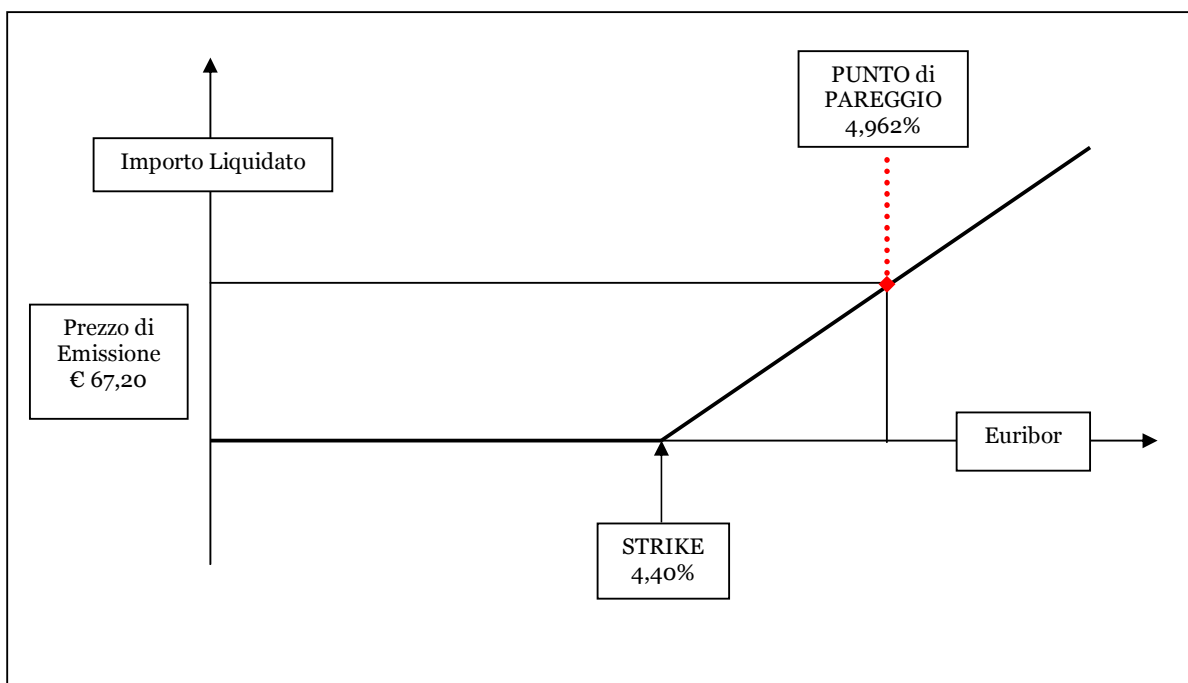 PUNTO di
PAREGGIO
4,962%
Importo Liquidato
Prezzo di
Emissione
€ 67,20
Euribor
STRIKE
4,40%